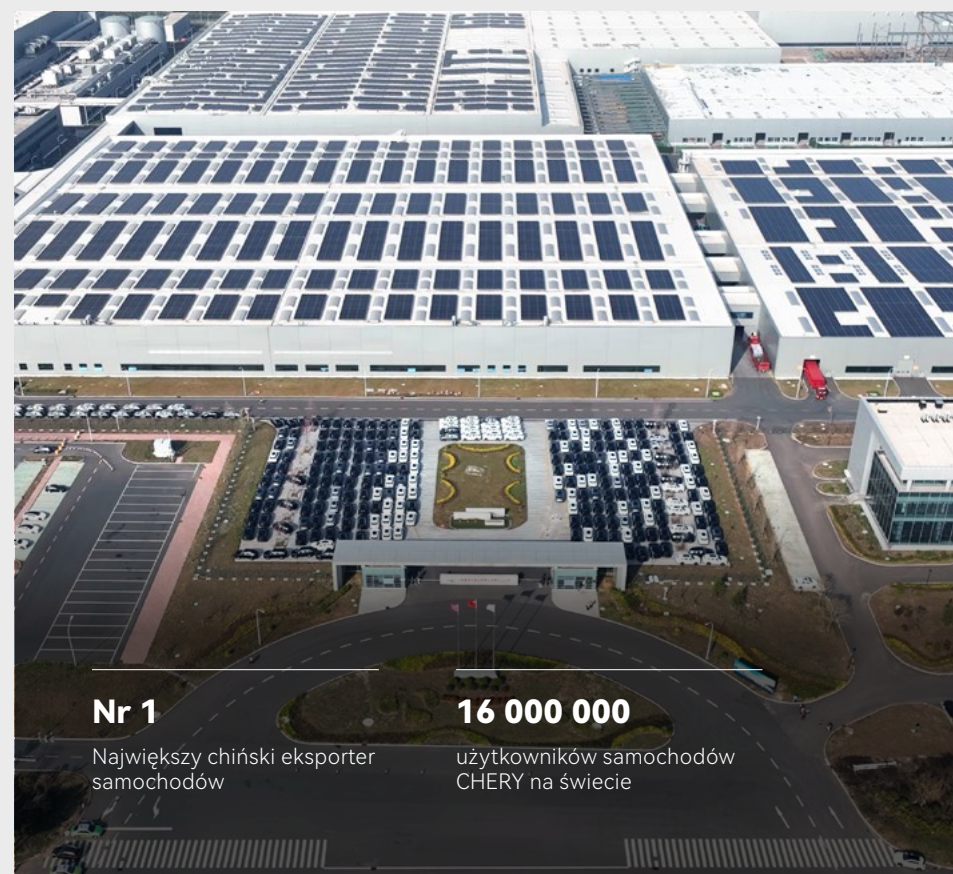 Nr 1
Największy chiński eksporter
samochodów
16 000 000
użytkowników samochodów
CHERY na świecie